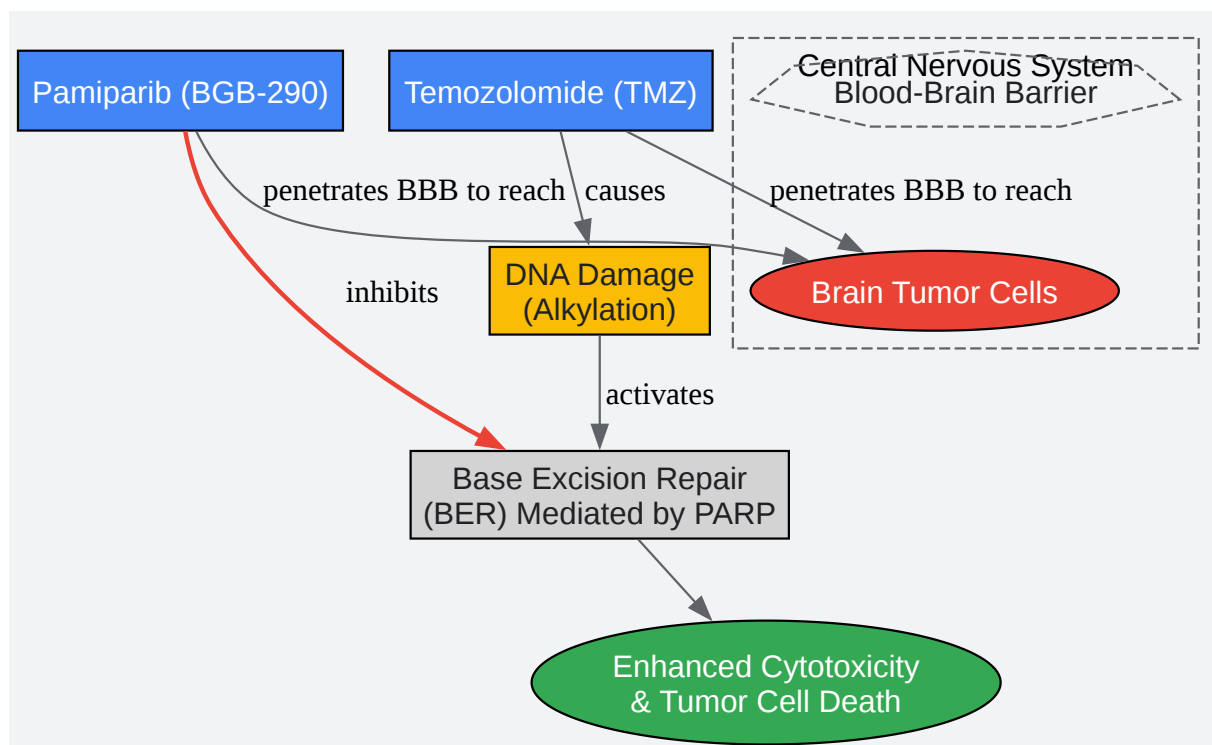 Pamiparib (BGB-290)
Temozolomide (TMZ)
Central Nervous System
Blood-Brain Barrier
penetrates BBB to reach
causes
penetrates BBB to reach
inhibits
DNA Damage
(Alkylation)
Brain Tumor Cells
activates
Base Excision Repair
(BER) Mediated by PARP
Enhanced Cytotoxicity
& Tumor Cell Death